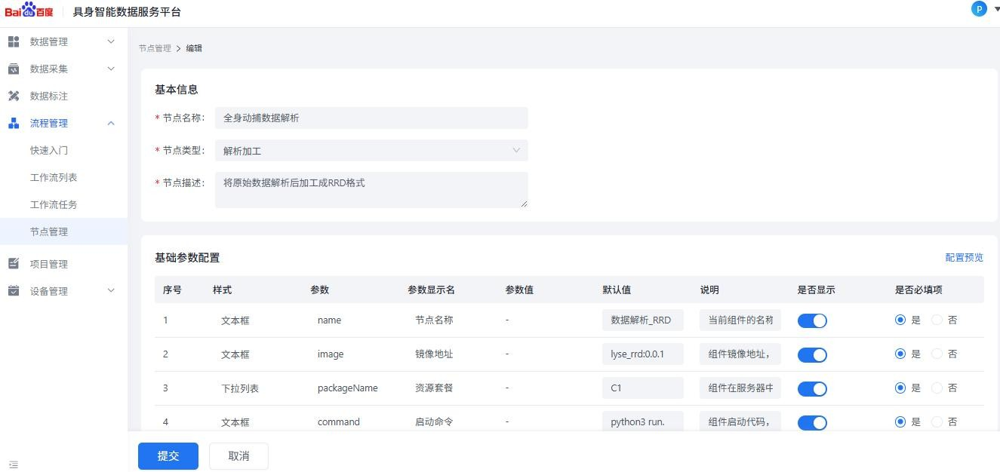 Bai du 百度 具身智能数据服务平台 P
数据管理
数据采集
数据标注
流程管理
快速入门
工作流列表
工作流任务
节点管理
项目管理
设备管理
节点管理 > 编辑
基本信息
* 节点名称: 全身动捕数据解析
* 节点类型: 解析加工
* 节点描述: 将原始数据解析后加工成RRD格式
基础参数配置 配置预览
序号 样式 参数 参数显示名 参数值 默认值 说明 是否显示 是否必填项
1 文本框 name 节点名称 - 数据解析_RRD 当前组件的名称 是 否
2 文本框 image 镜像地址 - lyse_rrd:0.0.1 组件镜像地址， 是 否
3 下拉列表 packageName 资源套餐 - C1 组件在服务器中 是 否
4 文本框 command 启动命令 - python3 run. 组件启动代码， 是 否
提交 取消